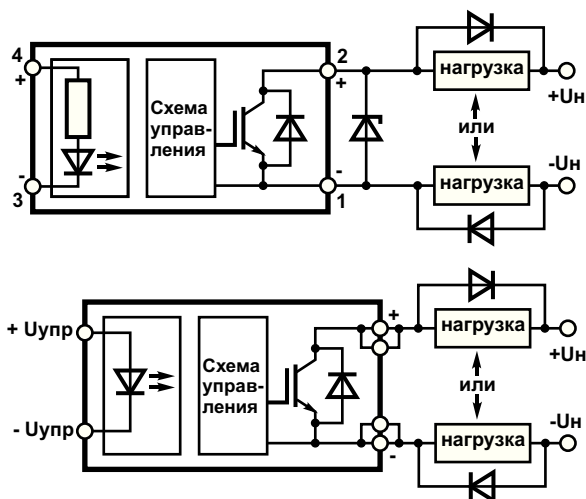 4
+
-
3
Схема
управ-
ления
2
+
-
1
нагрузка
+Uн
или
-Uн
нагрузка
+ Uупр
- Uупр
Схема
управ-
ления
+
-
нагрузка
+Uн
или
-Uн
нагрузка